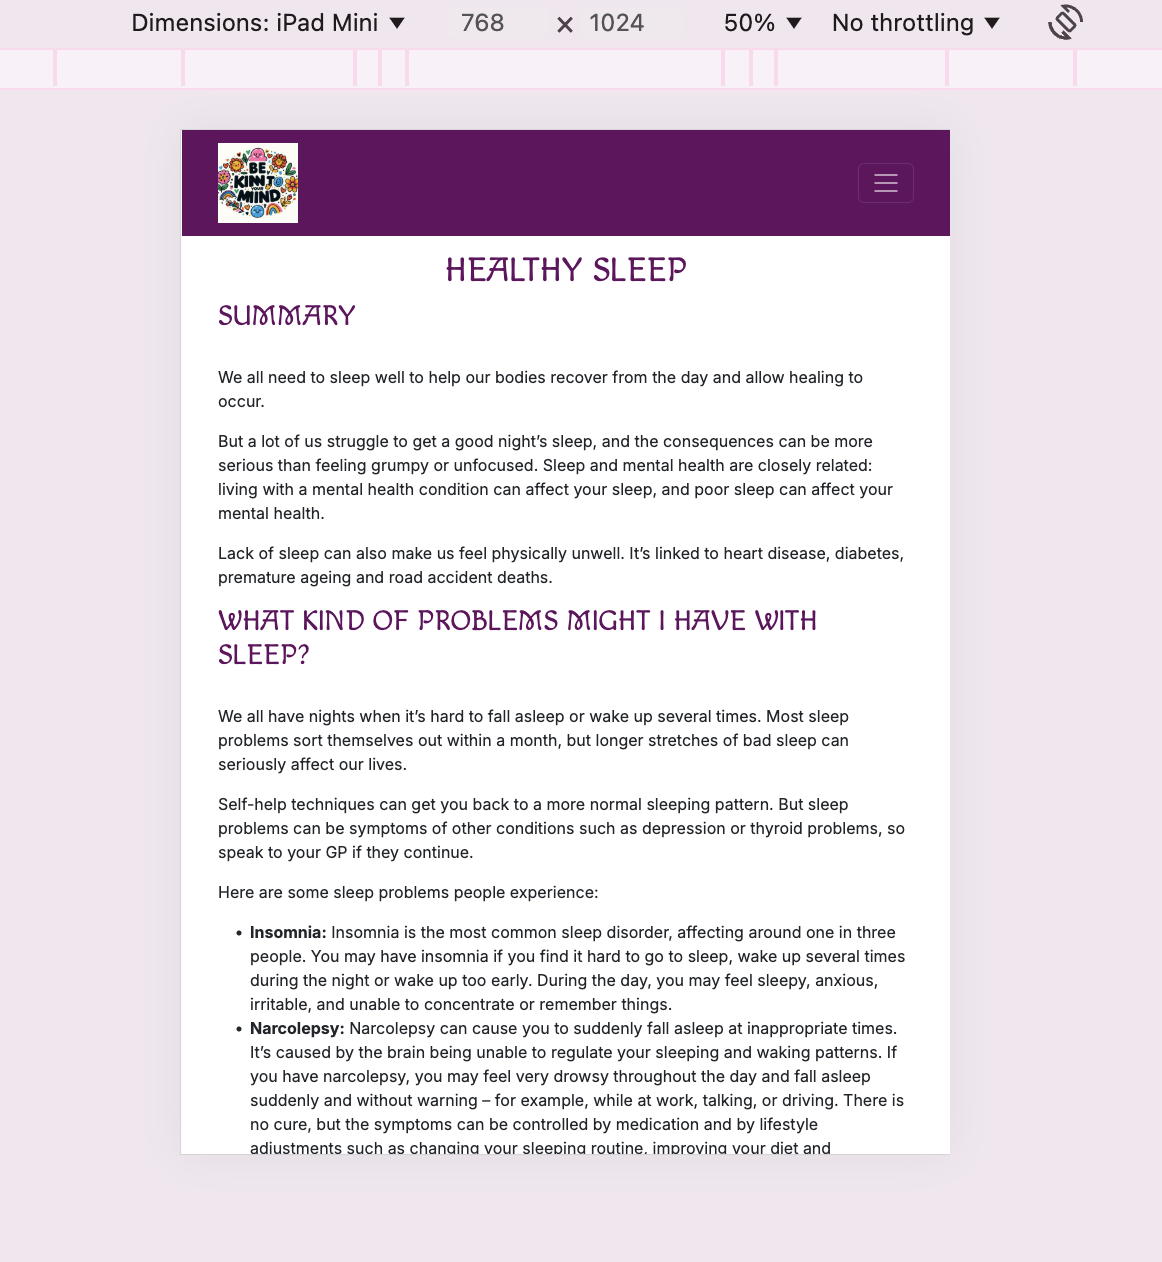 Dimensions: iPad Mini ▼ 768 × 1024 50% ▼ No throttling ▼
BE
KIND TO
YOUR
MIND
HEALTHY SLEEP
SUMMARY
We all need to sleep well to help our bodies recover from the day and allow healing to
occur.
But a lot of us struggle to get a good night’s sleep, and the consequences can be more
serious than feeling grumpy or unfocused. Sleep and mental health are closely related:
living with a mental health condition can affect your sleep, and poor sleep can affect your
mental health.
Lack of sleep can also make us feel physically unwell. It’s linked to heart disease, diabetes,
premature ageing and road accident deaths.
WHAT KIND OF PROBLEMS MIGHT I HAVE WITH
SLEEP?
We all have nights when it’s hard to fall asleep or wake up several times. Most sleep
problems sort themselves out within a month, but longer stretches of bad sleep can
seriously affect our lives.
Self-help techniques can get you back to a more normal sleeping pattern. But sleep
problems can be symptoms of other conditions such as depression or thyroid problems, so
speak to your GP if they continue.
Here are some sleep problems people experience:
• Insomnia: Insomnia is the most common sleep disorder, affecting around one in three
people. You may have insomnia if you find it hard to go to sleep, wake up several times
during the night or wake up too early. During the day, you may feel sleepy, anxious,
irritable, and unable to concentrate or remember things.
• Narcolepsy: Narcolepsy can cause you to suddenly fall asleep at inappropriate times.
It’s caused by the brain being unable to regulate your sleeping and waking patterns. If
you have narcolepsy, you may feel very drowsy throughout the day and fall asleep
suddenly and without warning – for example, while at work, talking, or driving. There is
no cure, but the symptoms can be controlled by medication and by lifestyle
adjustments such as changing your sleeping routine, improving your diet and